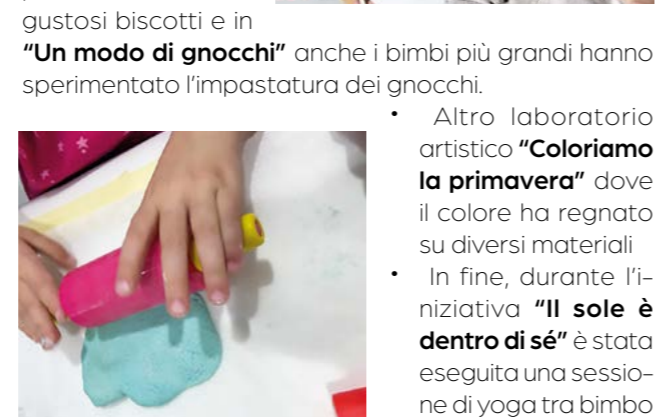 gustosi biscotti e in
“Un modo di gnocchi” anche i bimbi più grandi hanno
sperimentato l’impastatura dei gnocchi.
• Altro laboratorio
artistico “Coloriamo
la primavera” dove
il colore ha regnato
su diversi materiali
• In fine, durante l’i-
niziativa “Il sole è
dentro di sé” è stata
eseguita una sessio-
ne di yoga tra bimbo